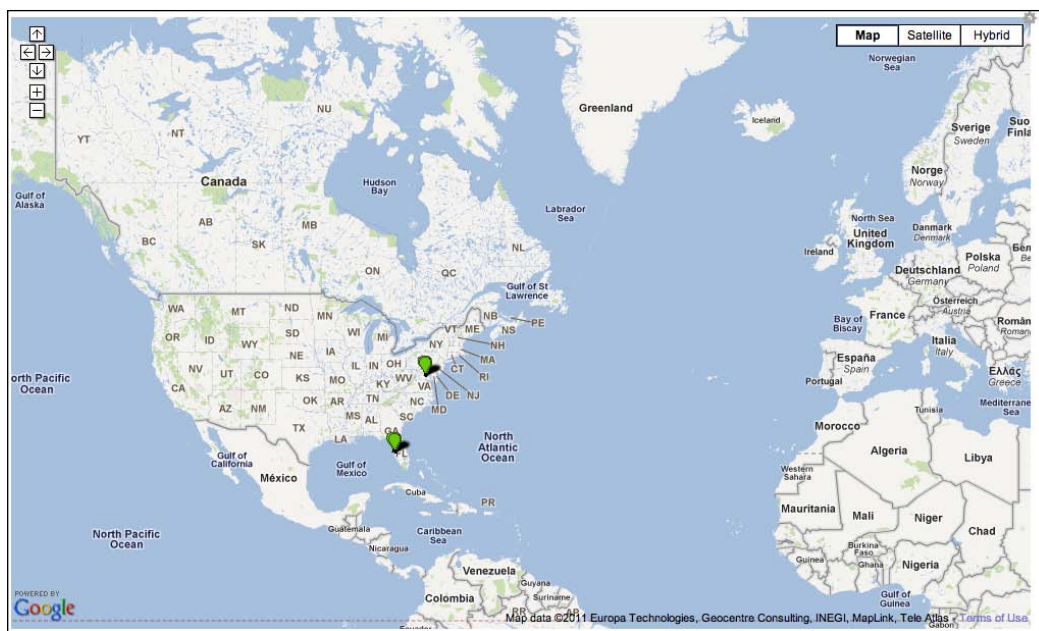 Map
Satellite
Hybrid
Norwegian
Sea
Greenland
Iceland
Sverige
Sweden
Suo
Finla
Norge
Norway
NU
YT
NT
Canada
Hudson
Bay
Gulf of
Alaska
Labrador
Sea
North Sea
Danmark
Denmark
United
Kingdom
Ireland
AB
MB
BC
SK
NL
ON
QC
Polska
Poland
Deutschland
Germany
Gulf of St
Lawrence
Österreich
Austria
France
Bay of
Biscay
Român
Romani
Italia
Italy
España
Spain
Portugal
Ελλάς
Greece
Mediterrane
Sea
WA
MT
ND
MN
NB
PE
NS
OR
ID
SD
WI
MI
VT
ME
NY
NH
WY
NE
IA
MA
NV
UT
CO
IL
IN
OH
CT
RI
KS
MO
WV
KY
VA
CA
DE
NJ
MD
OK
TN
NC
AZ
NM
AR
SC
MS
AL
GA
TX
LA
FL
orth Pacific
Ocean
North
Atlantic
Ocean
Gulf of
California
Gulf of
Mexico
México
Cuba
PR
Tunisia
Morocco
Algeria
Libya
Western
Sahara
Mauritania
Mali
Niger
Chad
North Pacific
Ocean
Guatemala
Nicaragua
Caribbean
Sea
Burkina
Faso
Guinea
Ghana
Nigeria
Venezuela
Guyana
Suriname
Colombia
Gulf of
Guinea
RR
AP
Ecuador
Gabon
POWERED BY
Google
Map data ©2011 Europa Technologies, Geocentre Consulting, INEGI, MapLink, Tele Atlas - Terms of Use